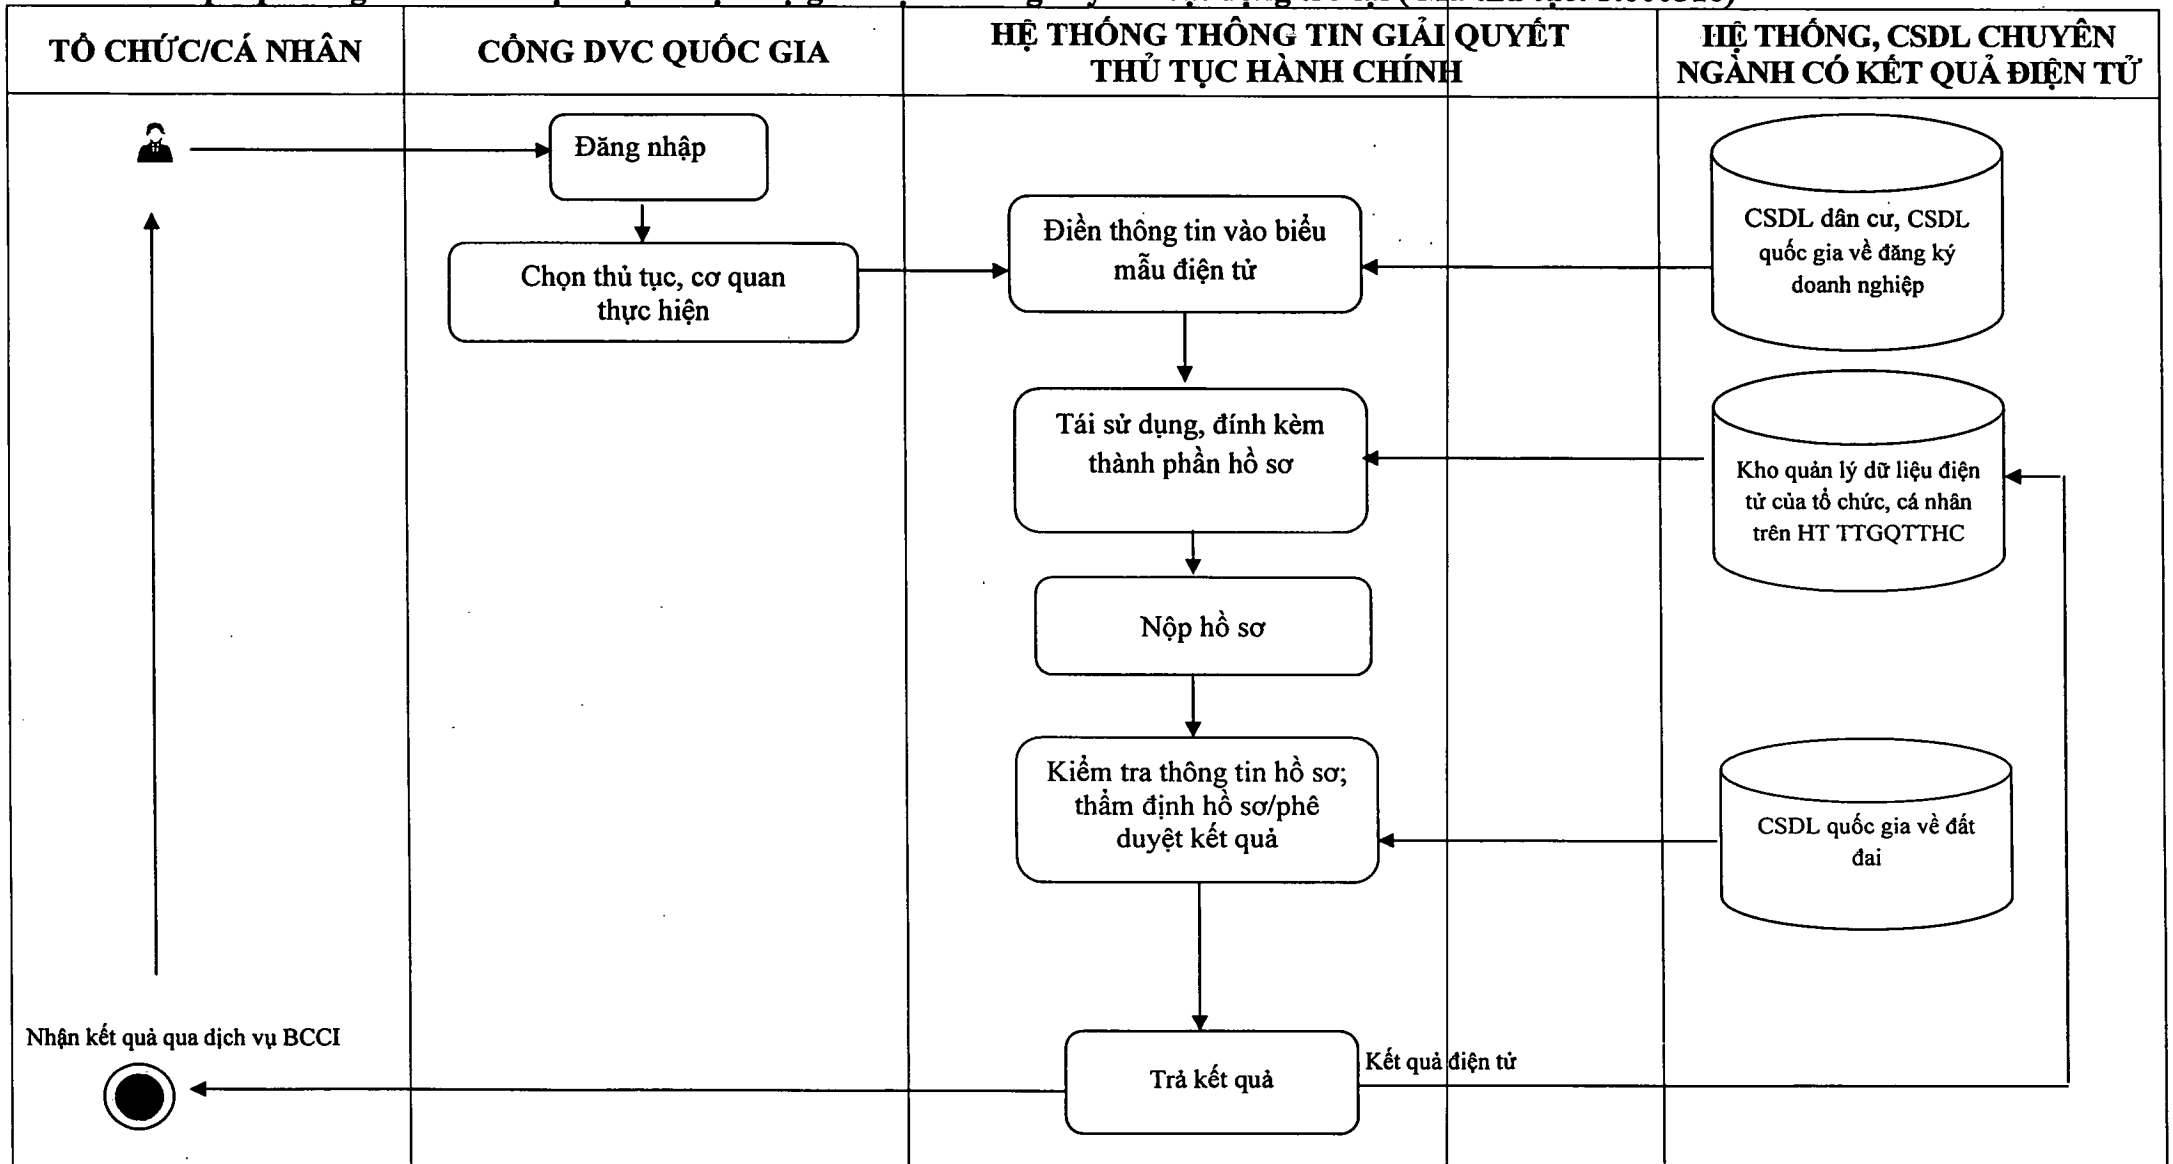 TỔ CHỨC/CÁ NHÂN
CỔNG DVC QUỐC GIA
HỆ THỐNG THÔNG TIN GIẢI QUYẾT
THỦ TỤC HÀNH CHÍNH
HỆ THỐNG, CSDL CHUYÊN
NGÀNH CÓ KẾT QUẢ ĐIỆN TỬ
Đăng nhập
Chọn thủ tục, cơ quan
thực hiện
Điền thông tin vào biểu
mẫu điện tử
CSDL dân cư, CSDL
quốc gia về đăng ký
doanh nghiệp
Tái sử dụng, đính kèm
thành phần hồ sơ
Kho quản lý dữ liệu điện
tử của tổ chức, cá nhân
trên HT TTGQTTHC
Nộp hồ sơ
Kiểm tra thông tin hồ sơ;
thẩm định hồ sơ/phê
duyệt kết quả
CSDL quốc gia về đất
đai
Nhận kết quả qua dịch vụ BCCI
Trả kết quả
Kết quả điện tử